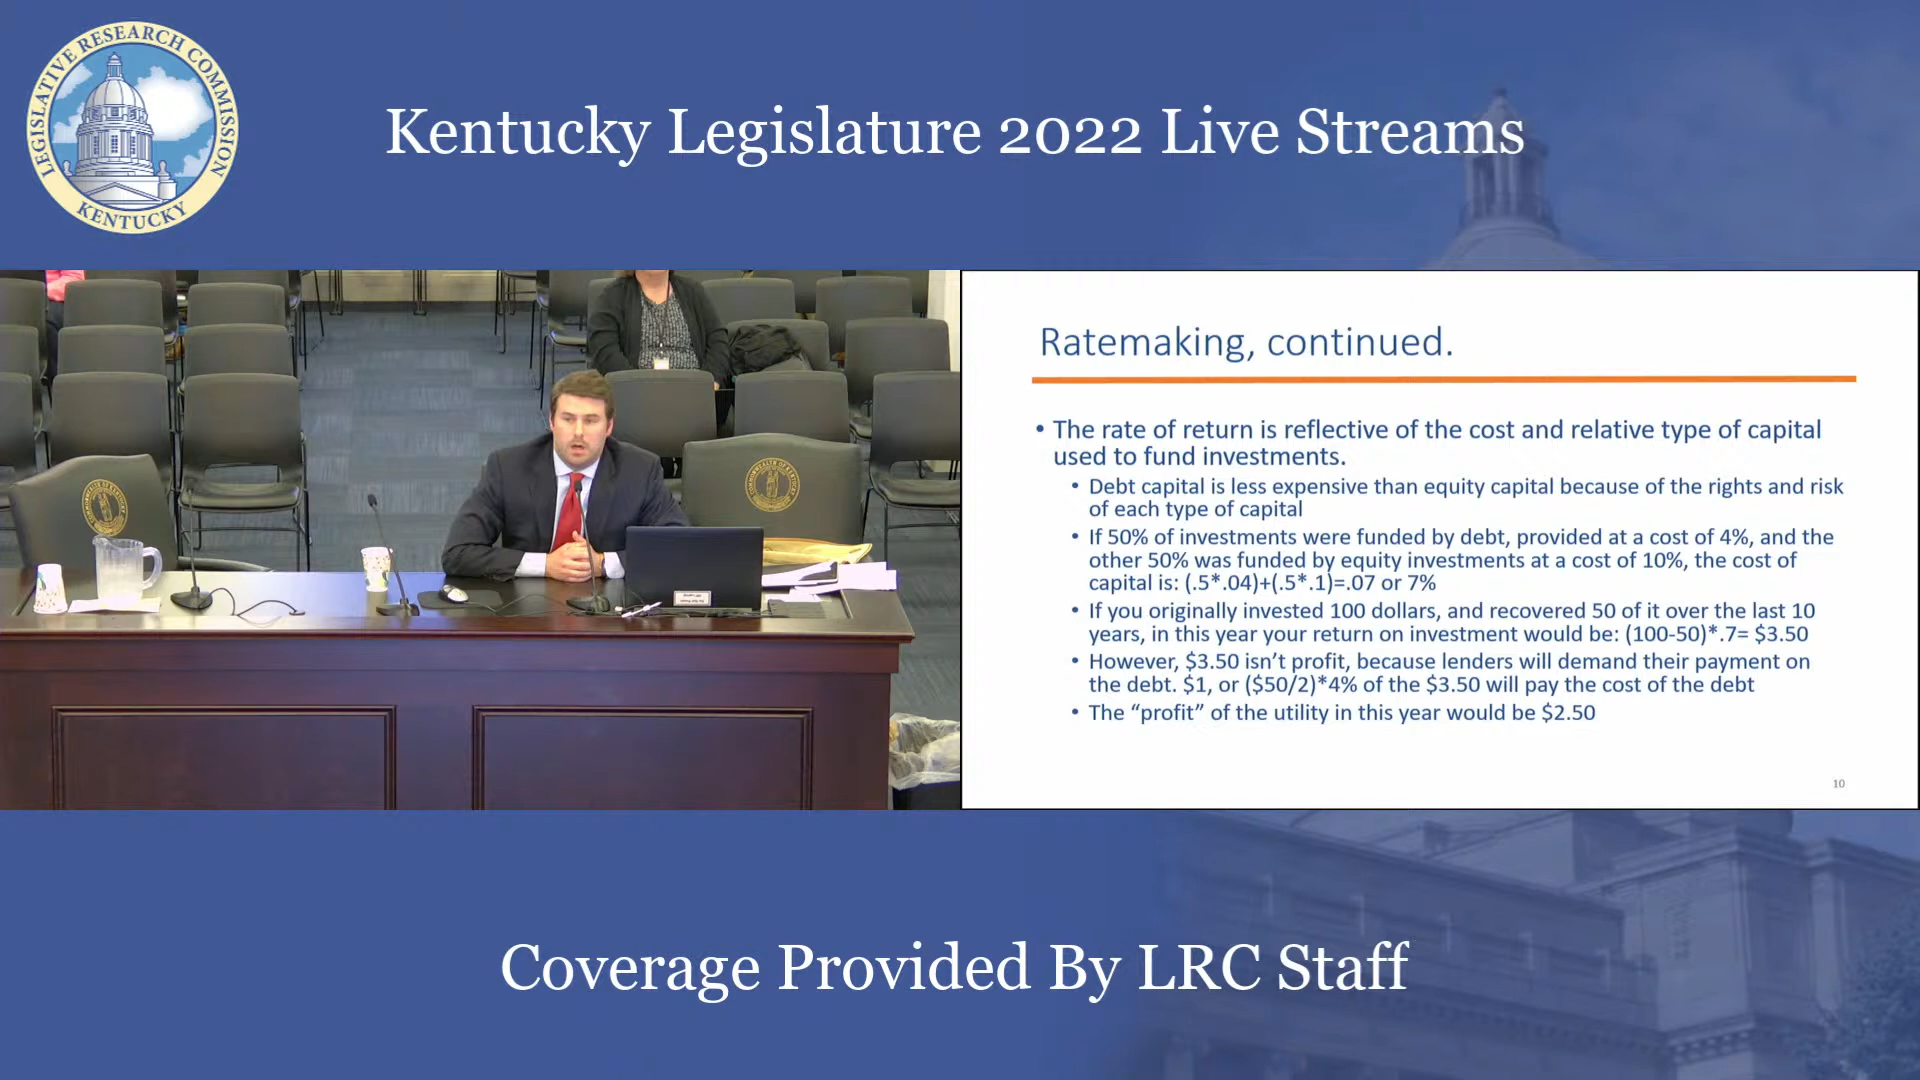 LEGISLATIVE RESEARCH COMMISSION
KENTUCKY
Kentucky Legislature 2022 Live Streams
COMMONWEALTH OF KENTUCKY
COMMONWEALTH OF KENTUCKY
Ratemaking, continued.
• The rate of return is reflective of the cost and relative type of capital
used to fund investments.
• Debt capital is less expensive than equity capital because of the rights and risk
of each type of capital
• If 50% of investments were funded by debt, provided at a cost of 4%, and the
other 50% was funded by equity investments at a cost of 10%, the cost of
capital is: (.5*.04)+(.5*.1)=.07 or 7%
• If you originally invested 100 dollars, and recovered 50 of it over the last 10
years, in this year your return on investment would be: (100-50)*.7= $3.50
• However, $3.50 isn’t profit, because lenders will demand their payment on
the debt. $1, or ($50/2)*4% of the $3.50 will pay the cost of the debt
• The “profit” of the utility in this year would be $2.50
10
Coverage Provided By LRC Staff